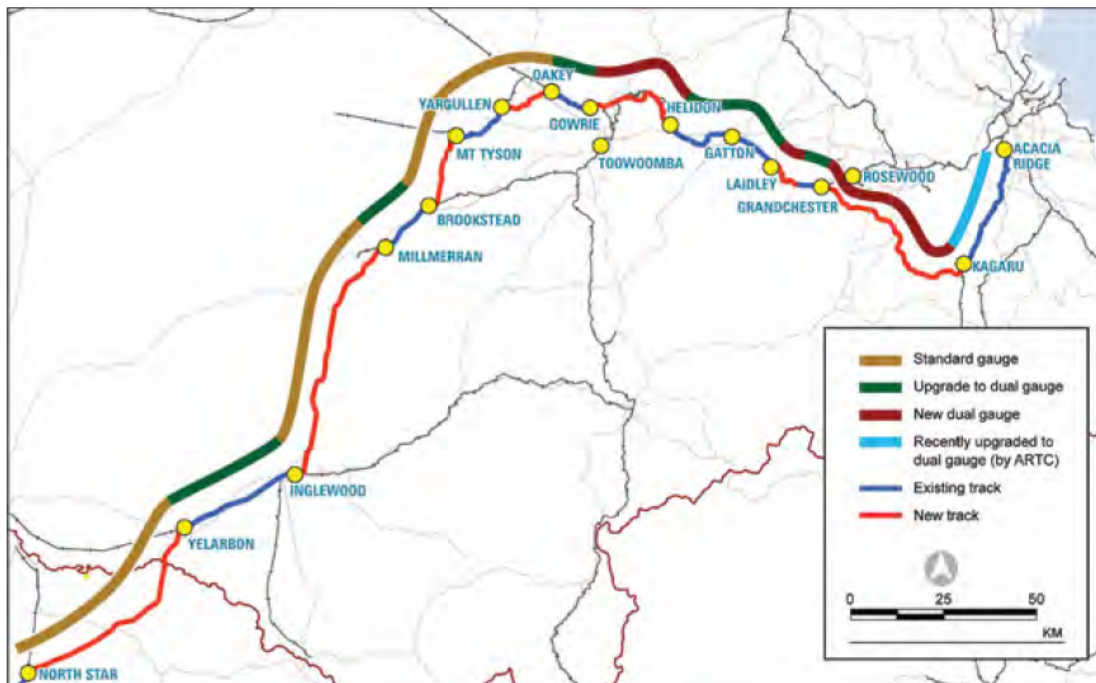 OAKEY
YARGULLEN
GOWRIE
HELIDON
MT TYSON
TOOWOOMBA
GATTON
ACACIA
RIDGE
LAIDLEY
ROSEWOOD
GRANDCHESTER
BROOKSTEAD
MILLMERRAN
KAGARU
INGLEWOOD
YELARBON
NORTH STAR
Standard gauge
Upgrade to dual gauge
New dual gauge
Recently upgraded to
dual gauge (by ARTC)
Existing track
New track
0 25 50
KM